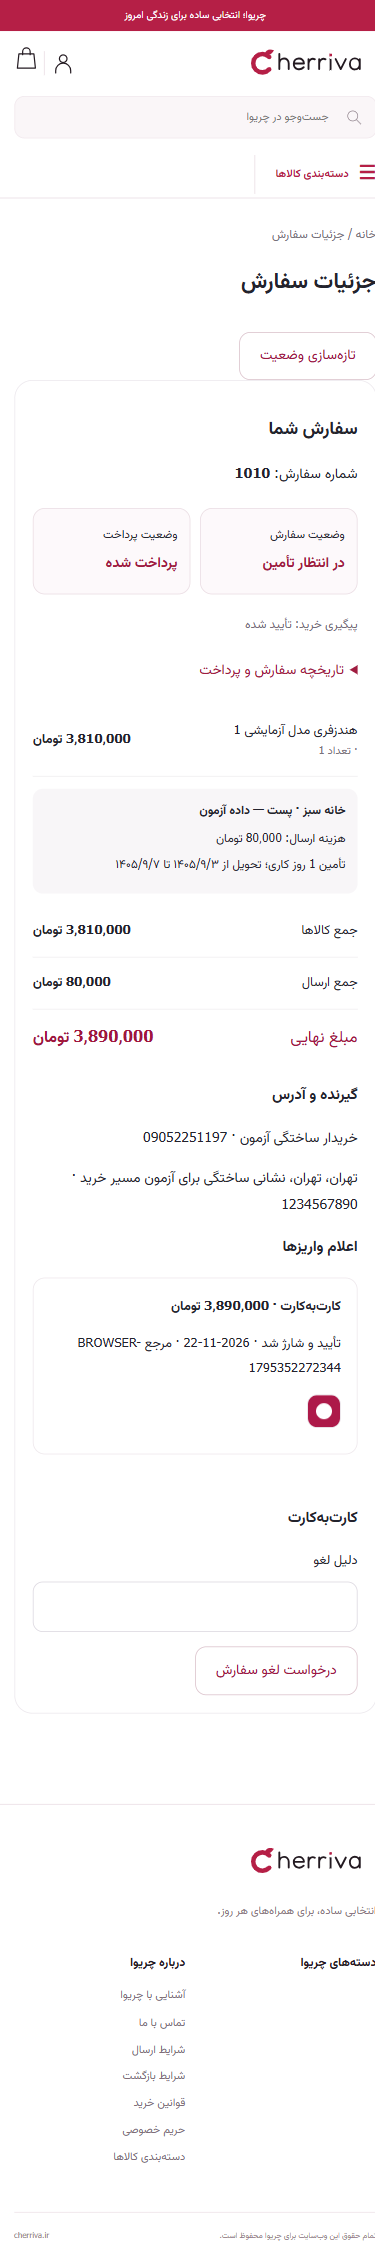 چریوا؛ انتخابی ساده برای زندگی امروز
Cherriva
جست‌وجو در چریوا
دسته‌بندی کالاها
خانه / جزئیات سفارش
جزئیات سفارش
تازه‌سازی وضعیت
سفارش شما
شماره سفارش: 1010
وضعیت سفارش
در انتظار تأمین
وضعیت پرداخت
پرداخت شده
پیگیری خرید: تأیید شده
تاریخچه سفارش و پرداخت
هندزفری مدل آزمایشی 1
3,810,000 تومان
· تعداد 1
خانه سبز · پست — داده آزمون
هزینه ارسال: 80,000 تومان
تأمین 1 روز کاری؛ تحویل از ۱۴۰۵/۹/۳ تا ۱۴۰۵/۹/۷
جمع کالاها
3,810,000 تومان
جمع ارسال
80,000 تومان
مبلغ نهایی
3,890,000 تومان
گیرنده و آدرس
خریدار ساختگی آزمون · 09052251197
تهران، تهران، نشانی ساختگی برای آزمون مسیر خرید ·
1234567890
اعلام واریزها
کارت‌به‌کارت · 3,890,000 تومان
تأیید و شارژ شد · 2026-11-22 · مرجع BROWSER-
1795352272344
کارت‌به‌کارت
دلیل لغو
درخواست لغو سفارش
Cherriva
انتخابی ساده، برای همراه‌های هر روز.
دسته‌های چریوا
درباره چریوا
آشنایی با چریوا
تماس با ما
شرایط ارسال
شرایط بازگشت
قوانین خرید
حریم خصوصی
دسته‌بندی کالاها
تمام حقوق این وب‌سایت برای چریوا محفوظ است.
cherriva.ir